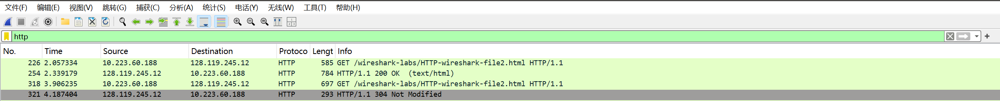 文件(F) 编辑(E) 视图(V) 跳转(G) 捕获(C) 分析(A) 统计(S) 电话(Y) 无线(W) 工具(T) 帮助(H)
http
No. Time Source Destination Protoco Lengt Info
226 2.057334 10.223.60.188 128.119.245.12 HTTP 585 GET /wireshark-labs/HTTP-wireshark-file2.html HTTP/1.1
254 2.339179 128.119.245.12 10.223.60.188 HTTP 784 HTTP/1.1 200 OK (text/html)
318 3.906235 10.223.60.188 128.119.245.12 HTTP 697 GET /wireshark-labs/HTTP-wireshark-file2.html HTTP/1.1
321 4.187404 128.119.245.12 10.223.60.188 HTTP 293 HTTP/1.1 304 Not Modified